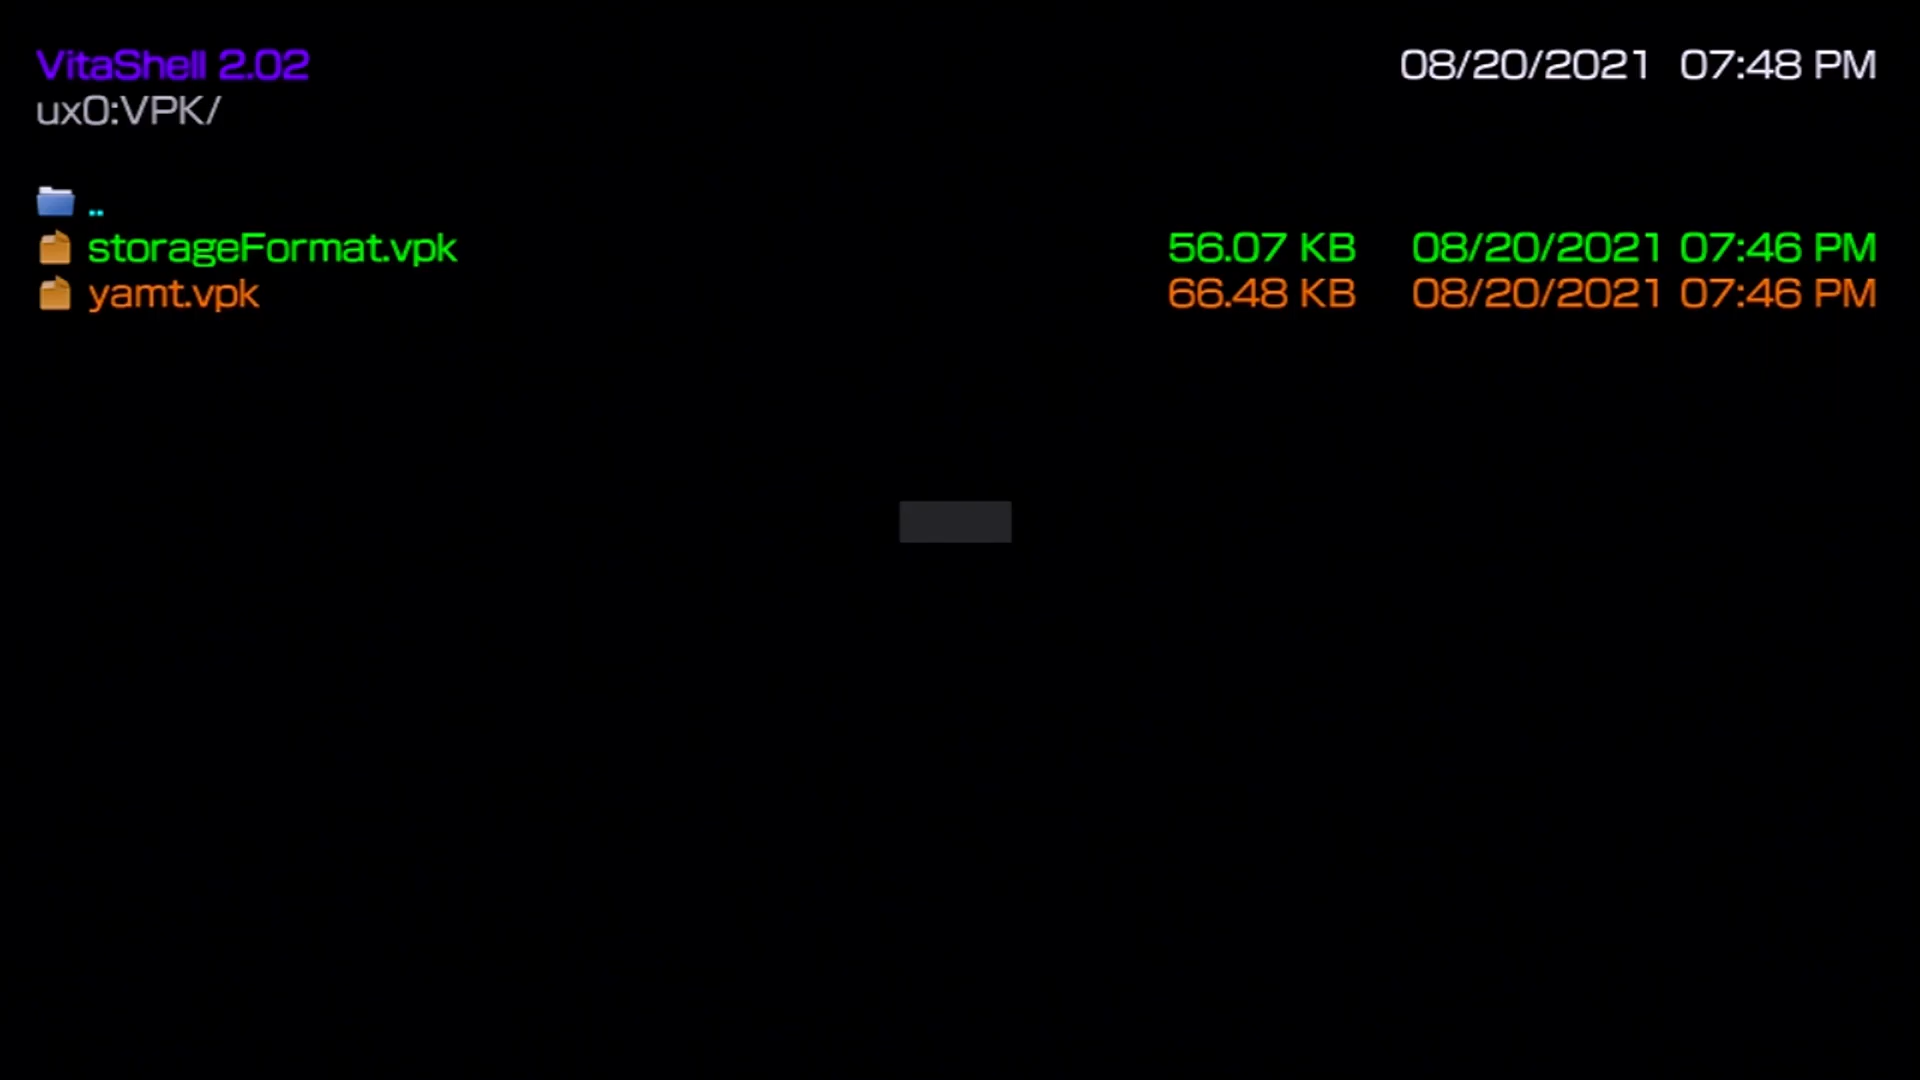 VitaShell 2.02 08/20/2021 07:48 PM
ux0:VPK/
..
storageFormat.vpk 56.07 KB 08/20/2021 07:46 PM
yamt.vpk 66.48 KB 08/20/2021 07:46 PM